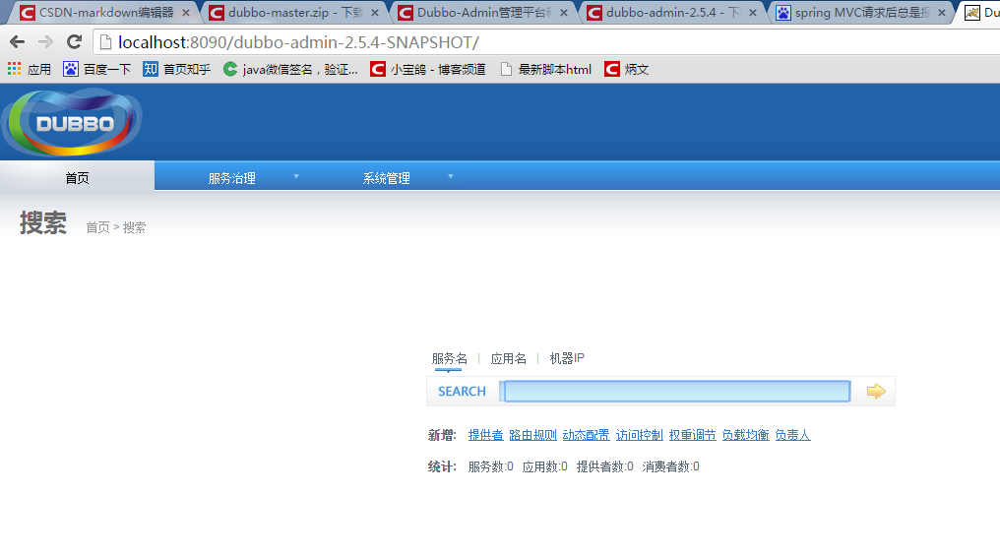 CSDN-markdown编辑器 dubbo-master.zip - 下载 Dubbo-Admin管理平台和 dubbo-admin-2.5.4 - 下 spring MVC请求后总是报 Du
localhost:8090/dubbo-admin-2.5.4-SNAPSHOT/
应用 百度一下 知 首页知乎 java微信签名，验证... 小宝鸽 - 博客频道 最新脚本html 炳文
DUBBO
首页 服务治理 系统管理
搜索 首页 > 搜索
服务名 | 应用名 | 机器IP
SEARCH
新增: 提供者 路由规则 动态配置 访问控制 权重调节 负载均衡 负责人
统计: 服务数:0 应用数:0 提供者数:0 消费者数:0